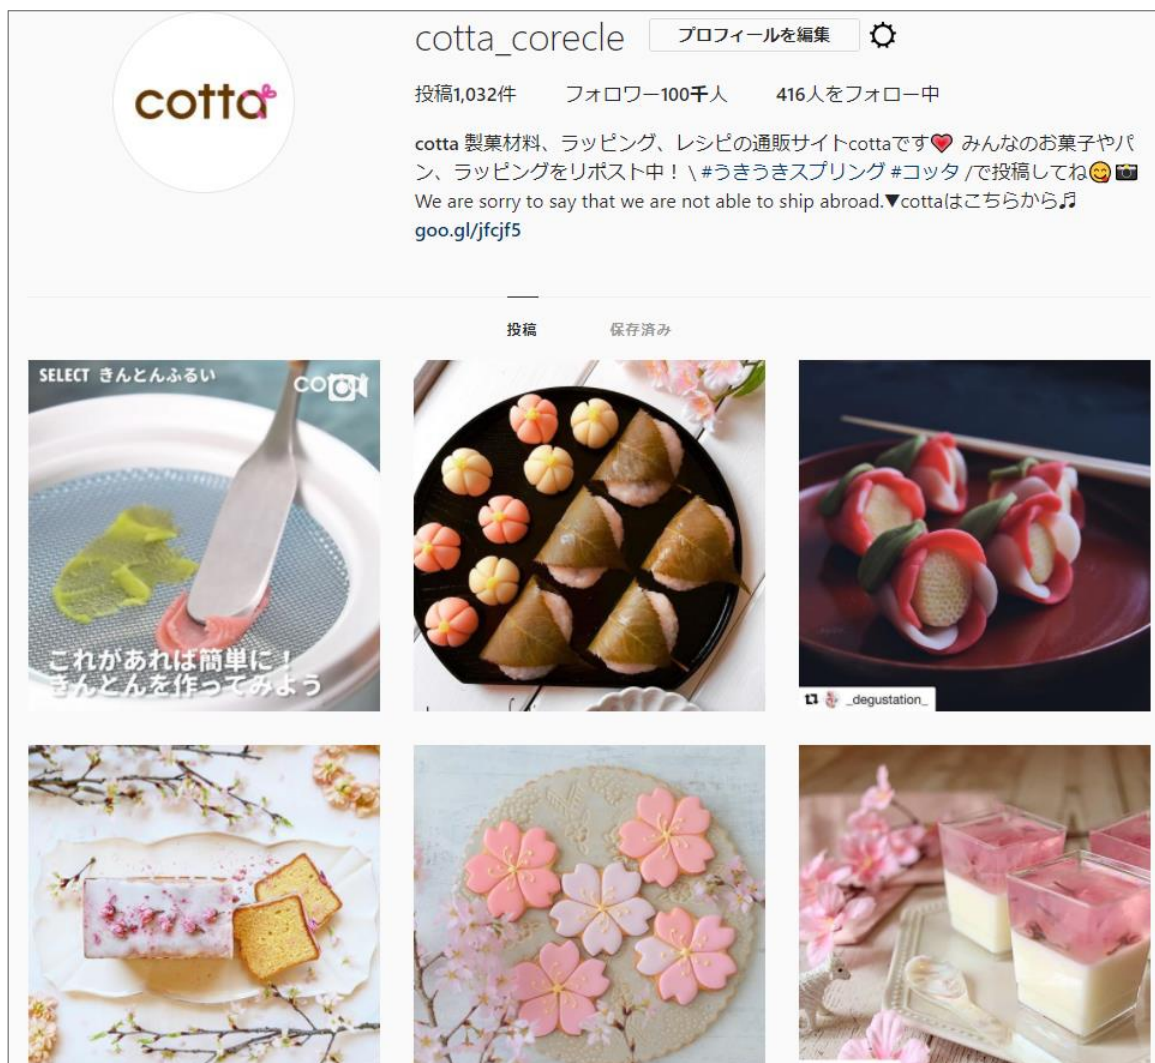 cotta
cotta_corecle
プロフィールを編集
投稿1,032件 フォロワー100千人 416人をフォロー中
cotta 製菓材料、ラッピング、レシピの通販サイトcottaです💗 みんなのお菓子やパ
ン、ラッピングをリポスト中！ \ #うきうきスプリング #コッタ /で投稿してね😋📷
We are sorry to say that we are not able to ship abroad.▼cottaはこちらから♬
goo.gl/jfcjf5
投稿 保存済み
SELECT きんとんふるい
cotta
これがあれば簡単に！
きんとんを作ってみよう
_degustation_